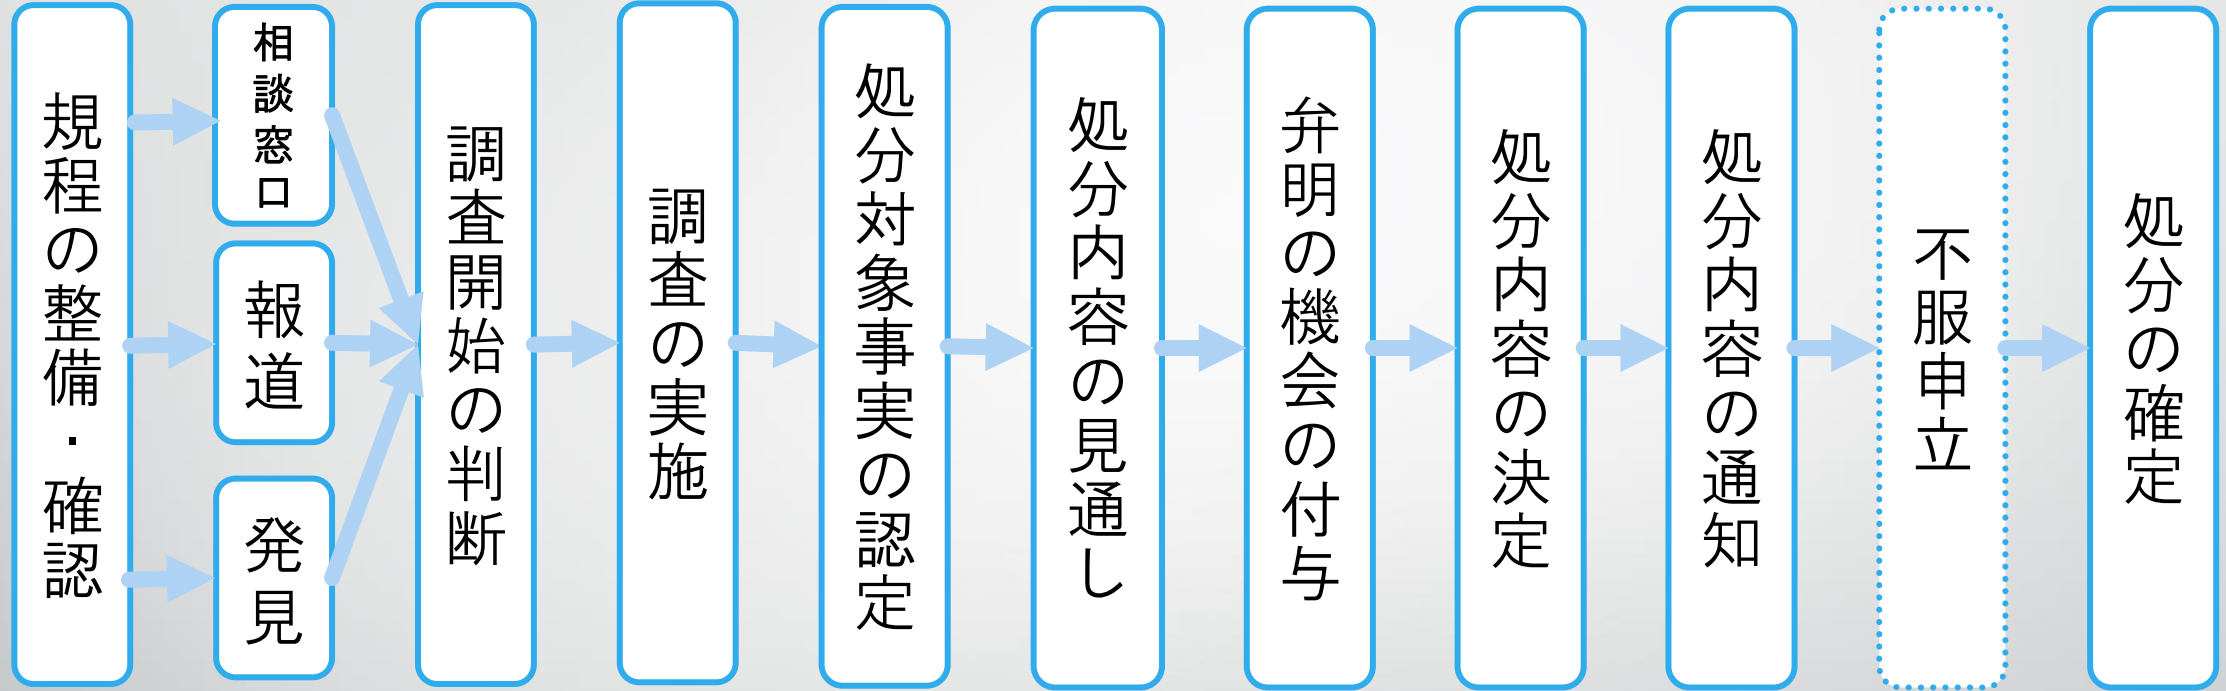 規程の整備・確認
相談窓口
報道
発見
調査開始の判断
調査の実施
処分対象事実の認定
処分内容の見通し
弁明の機会の付与
処分内容の決定
処分内容の通知
不服申立
処分の確定